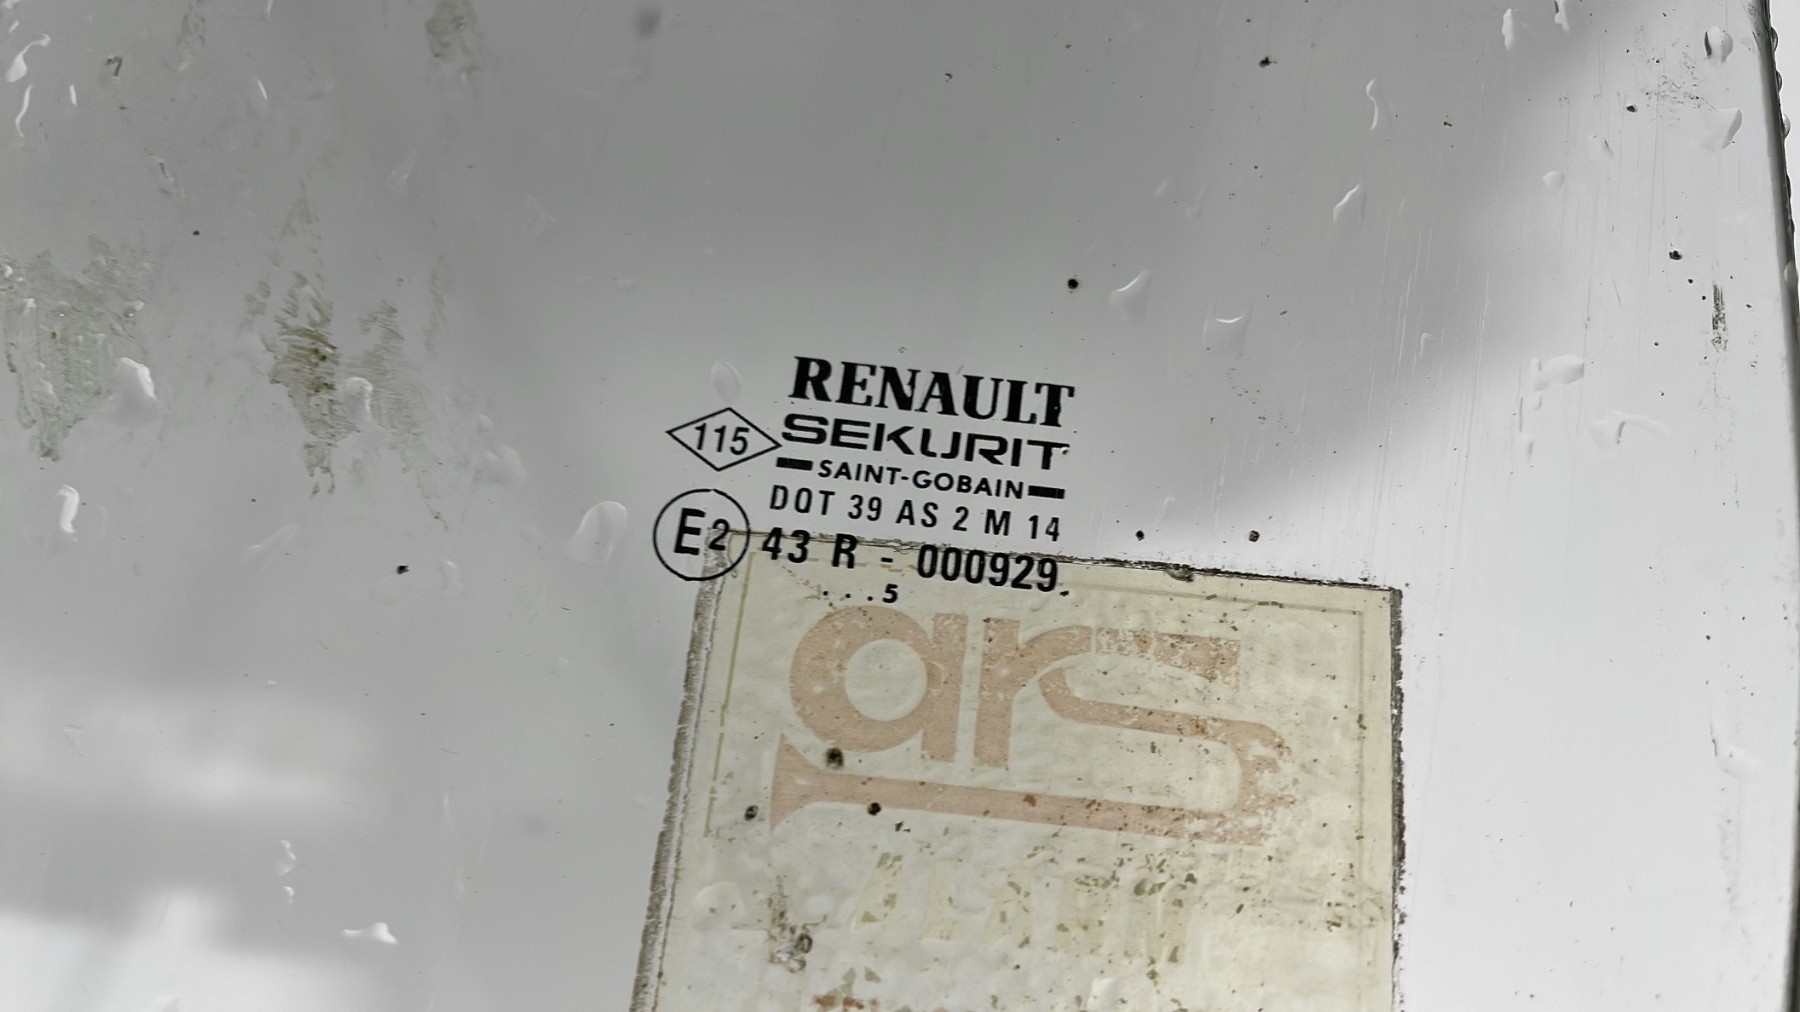 RENAULT
115 SEKURIT
SAINT-GOBAIN
DOT 39 AS 2 M 14
E2 43 R - 000929
...5
ars